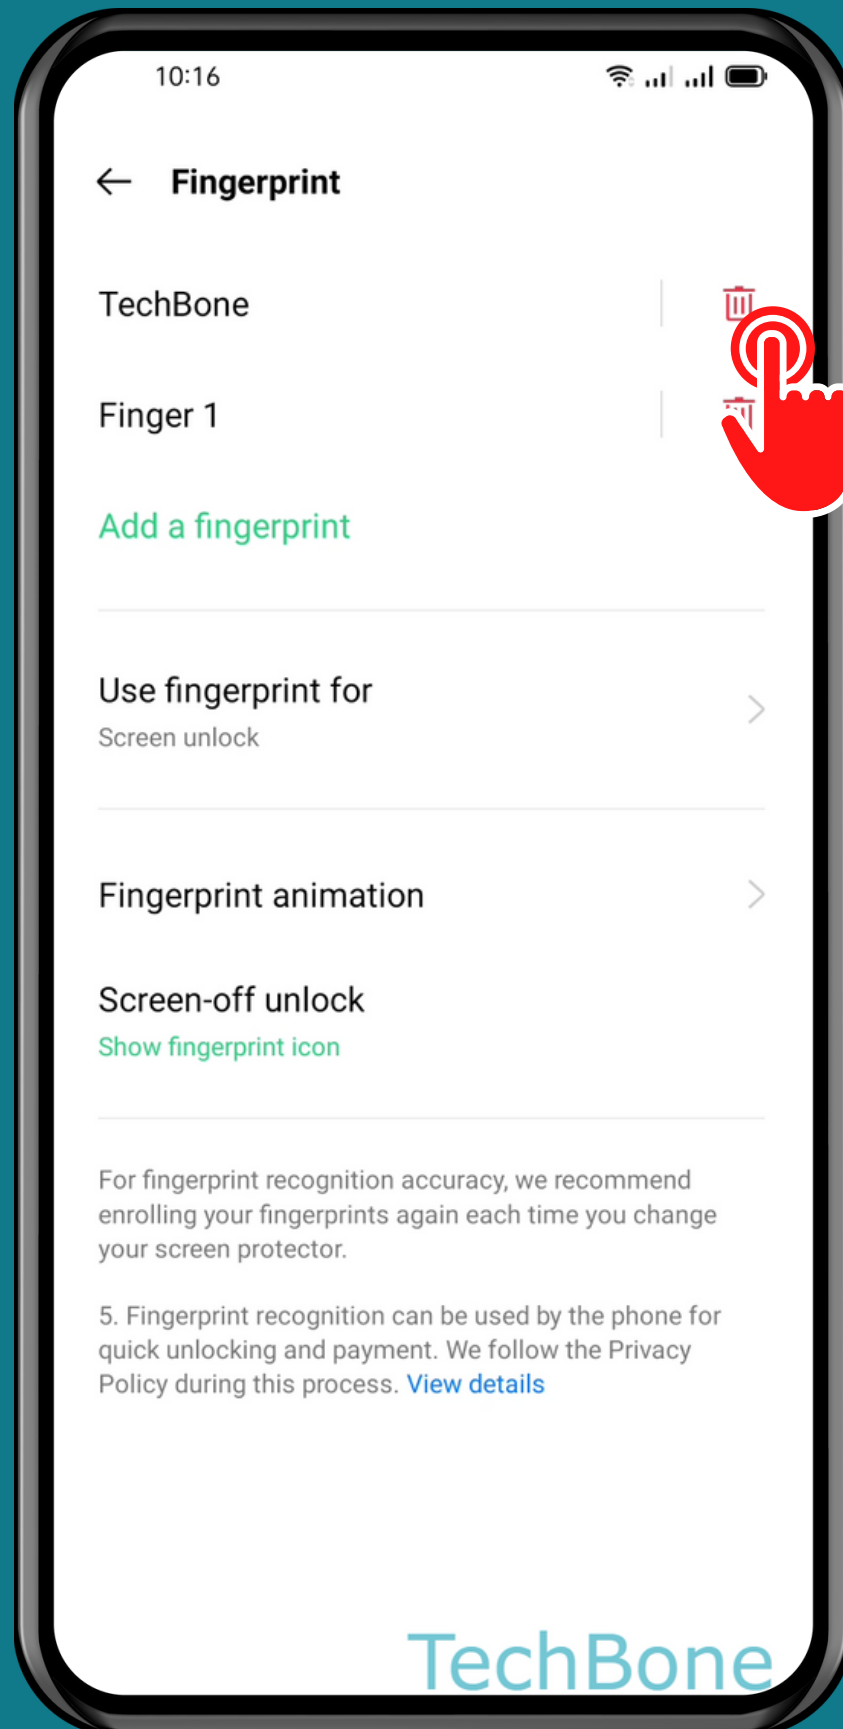 10:16
Fingerprint
TechBone
Finger 1
Add a fingerprint
Use fingerprint for
Screen unlock
Fingerprint animation
Screen-off unlock
Show fingerprint icon
For fingerprint recognition accuracy, we recommend
enrolling your fingerprints again each time you change
your screen protector.
5. Fingerprint recognition can be used by the phone for
quick unlocking and payment. We follow the Privacy
Policy during this process. View details
TechBone